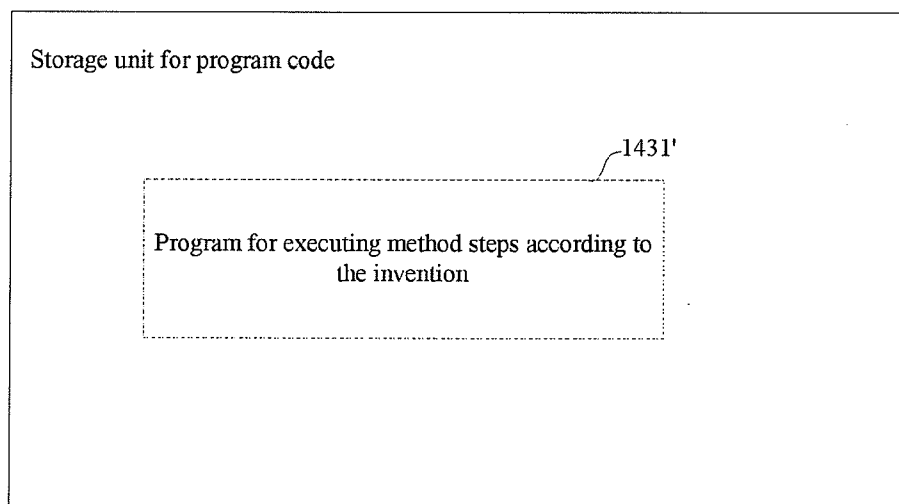 Storage unit for program code
1431'
Program for executing method steps according to
the invention